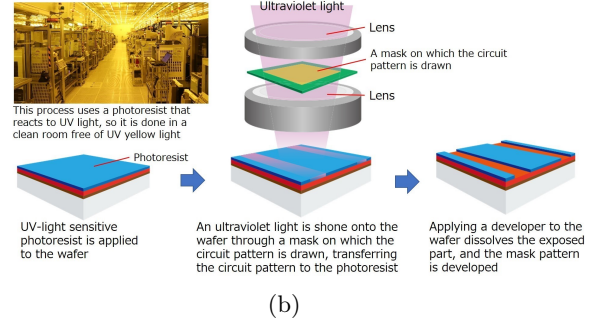 Ultraviolet light
Lens
A mask on which the circuit
pattern is drawn
Lens
This process uses a photoresist that
reacts to UV light, so it is done in a
clean room free of UV yellow light
Photoresist
UV-light sensitive
photoresist is applied
to the wafer
An ultraviolet light is shone onto the
wafer through a mask on which the
circuit pattern is drawn, transferring
the circuit pattern to the photoresist
Applying a developer to the
wafer dissolves the exposed
part, and the mask pattern
is developed
(b)